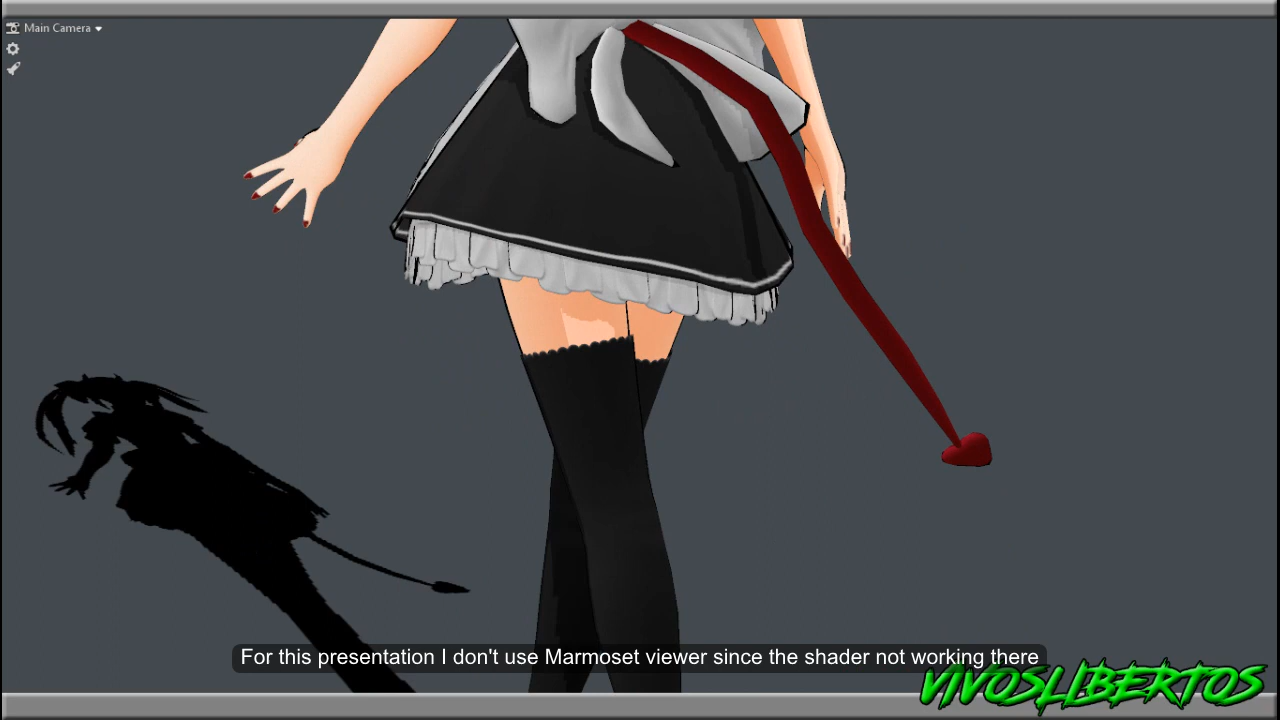 Main Camera
For this presentation I don't use Marmoset viewer since the shader not working there
VIVOSLIBERTOS